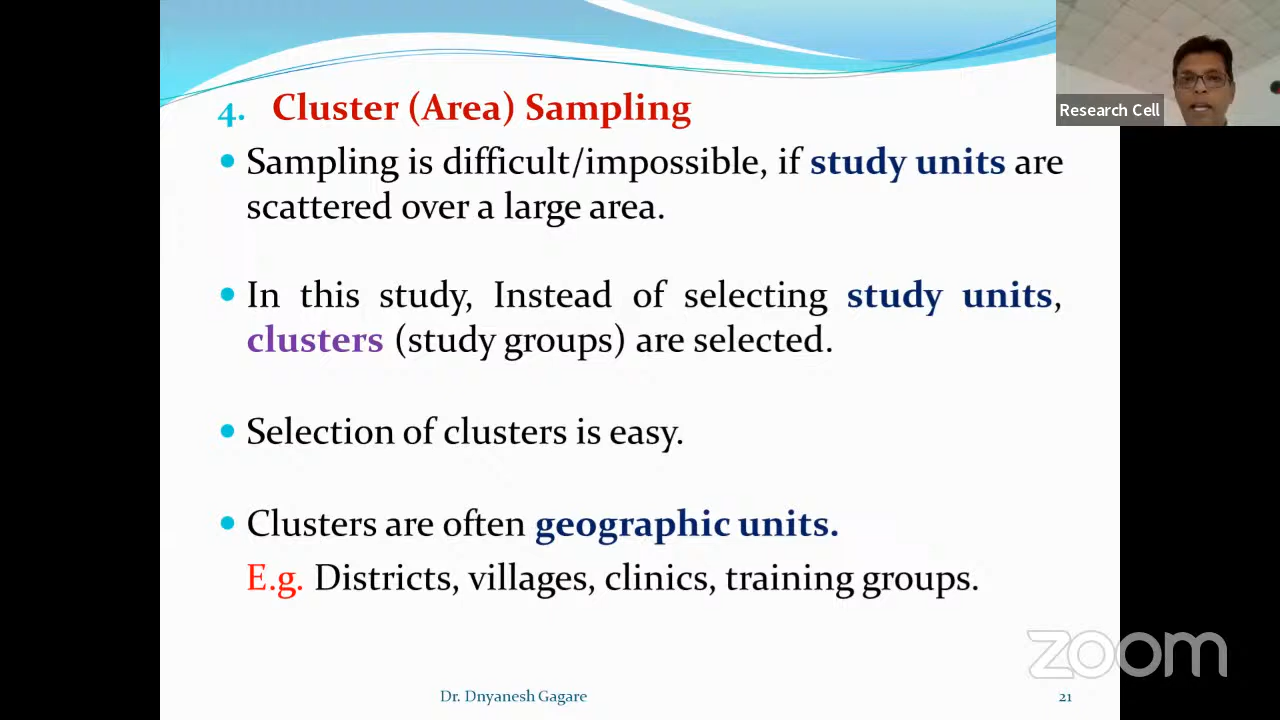 4. Cluster (Area) Sampling
Research Cell
• Sampling is difficult/impossible, if study units are
scattered over a large area.
• In this study, Instead of selecting study units,
clusters (study groups) are selected.
• Selection of clusters is easy.
• Clusters are often geographic units.
E.g. Districts, villages, clinics, training groups.
zoom
Dr. Dnyanesh Gagare
21